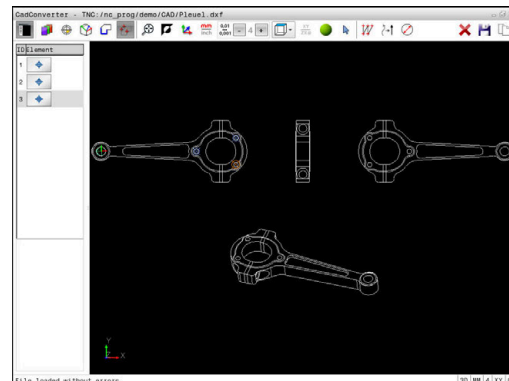 CadConverter - TNC:/nc_prog/demo/CAD/Pleuel.dxf
mm
inch
0,01
0,001
4
ID Element
1
2
3
Y
Z X
File loaded without errors
3D MM 4 XY